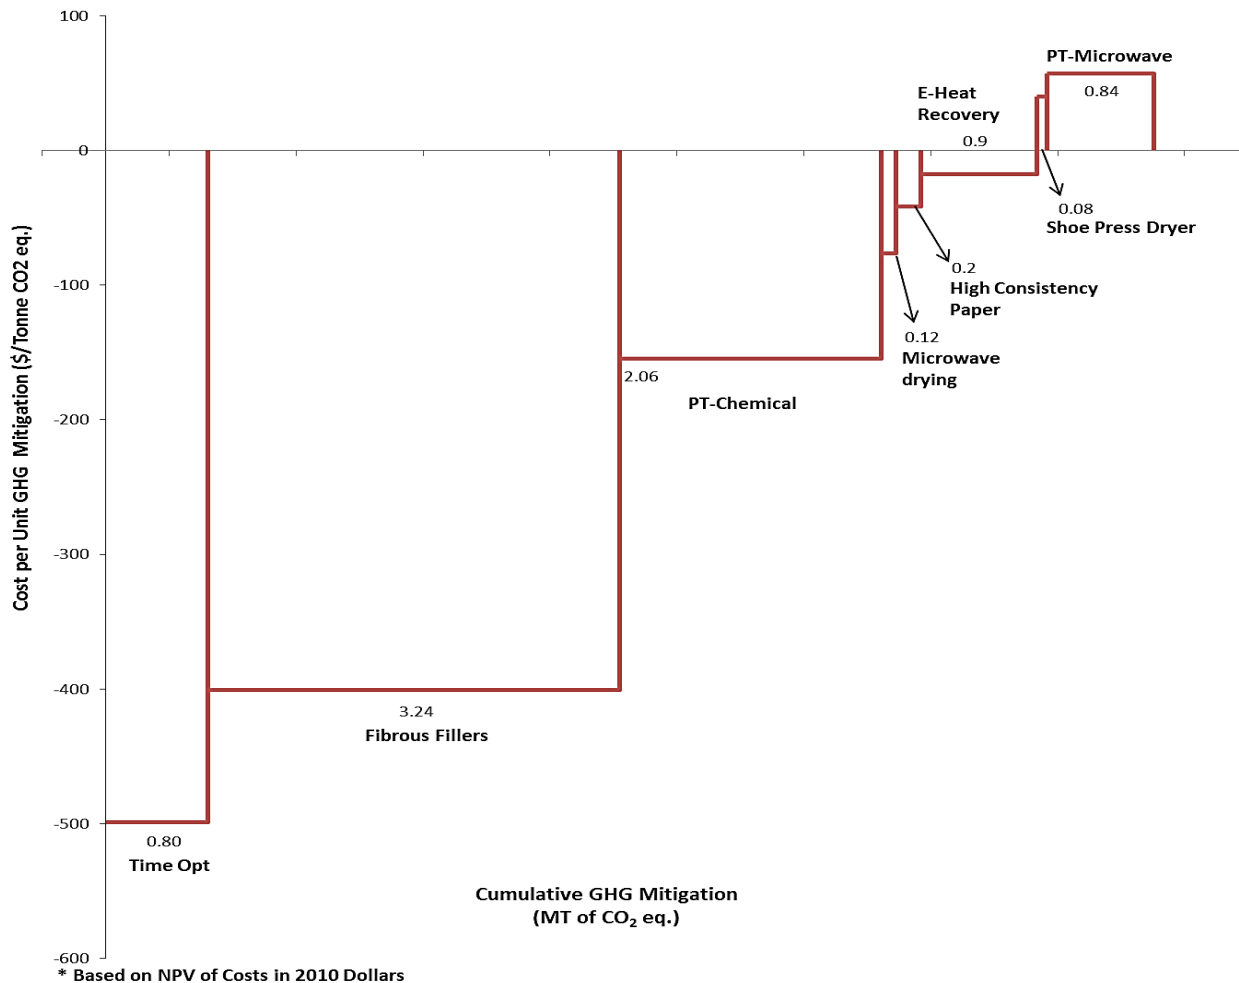 100
0
-100
-200
-300
-400
-500
-600
Cost per Unit GHG Mitigation ($/Tonne CO2 eq.)
PT-Microwave
0.84
E-Heat
Recovery
0.9
0.08
Shoe Press Dryer
0.2
High Consistency
Paper
0.12
Microwave
drying
2.06
PT-Chemical
3.24
Fibrous Fillers
0.80
Time Opt
Cumulative GHG Mitigation
(MT of CO₂ eq.)
* Based on NPV of Costs in 2010 Dollars